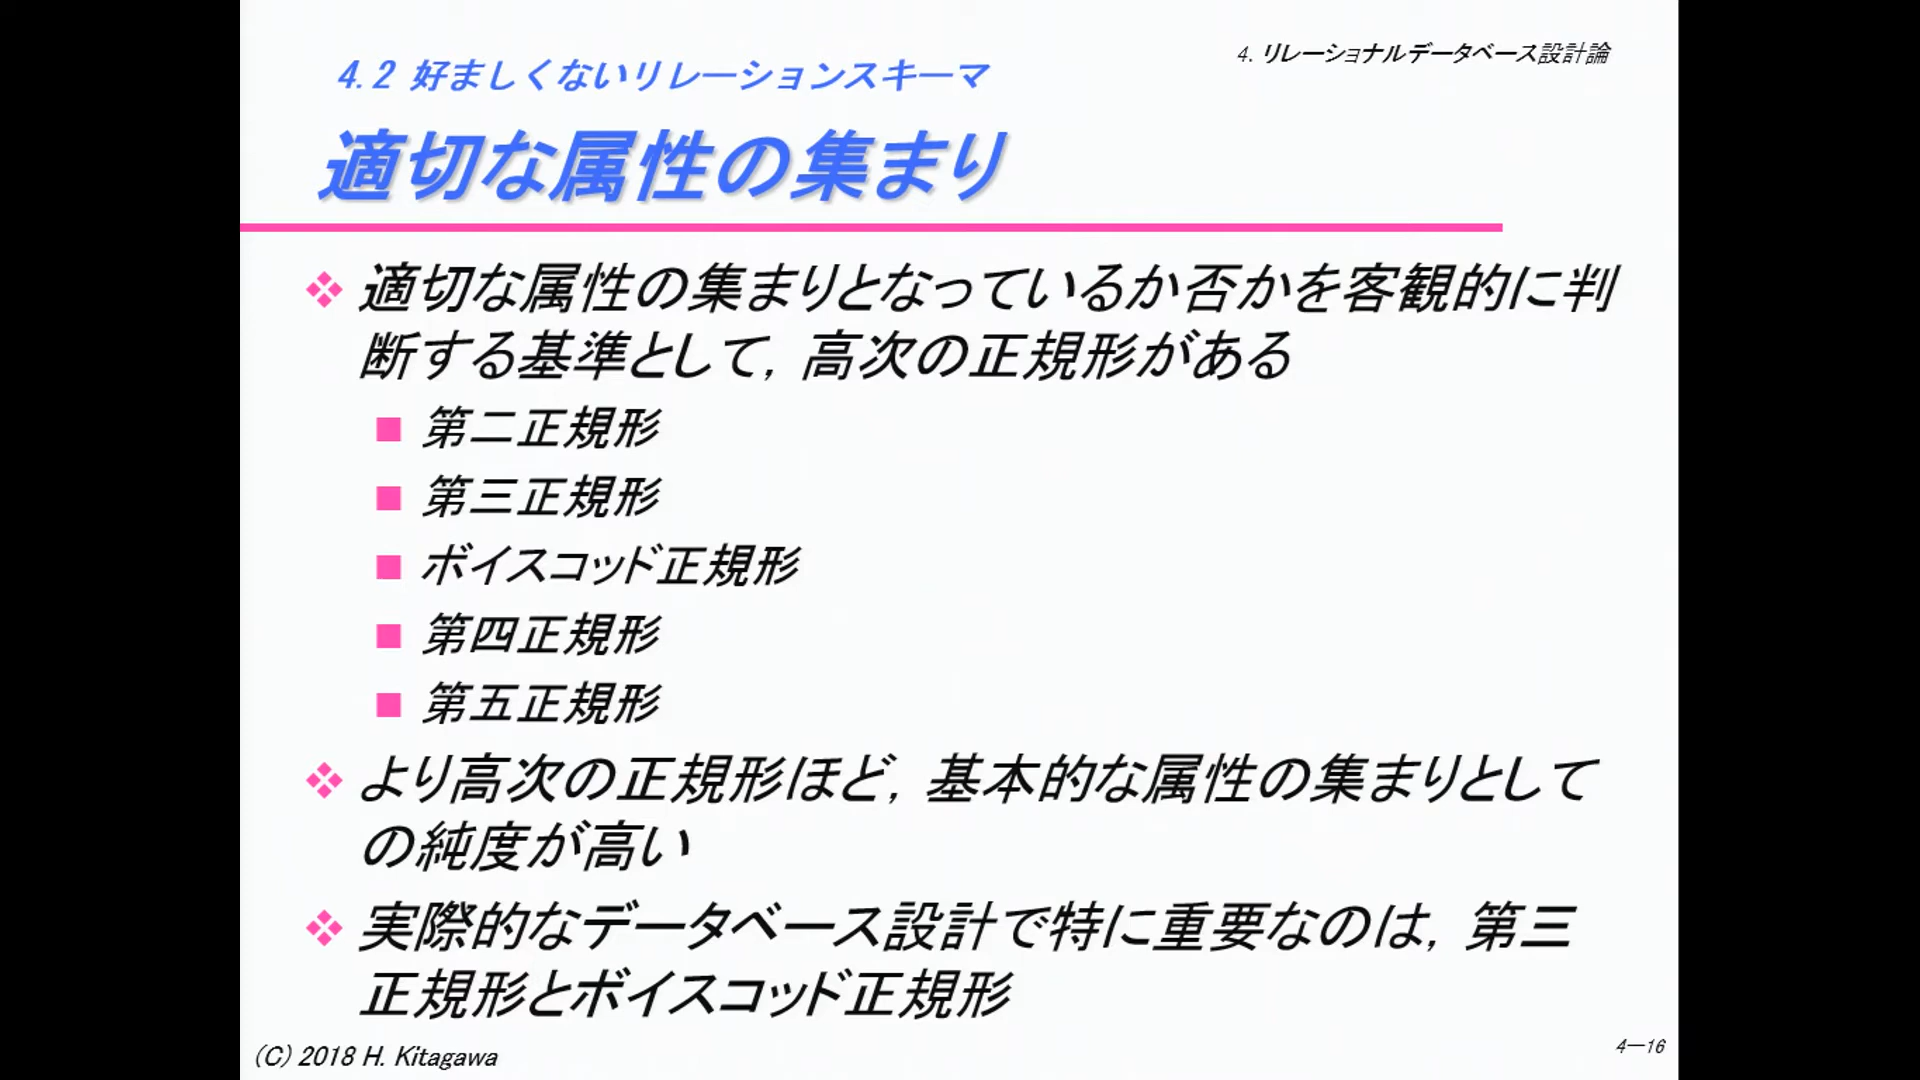 4. リレーショナルデータベース設計論
4.2 好ましくないリレーションスキーマ
適切な属性の集まり
適切な属性の集まりとなっているか否かを客観的に判
断する基準として, 高次の正規形がある
第二正規形
第三正規形
ボイスコッド正規形
第四正規形
第五正規形
より高次の正規形ほど, 基本的な属性の集まりとして
の純度が高い
実際的なデータベース設計で特に重要なのは, 第三
正規形とボイスコッド正規形
(C) 2018 H. Kitagawa
4—16